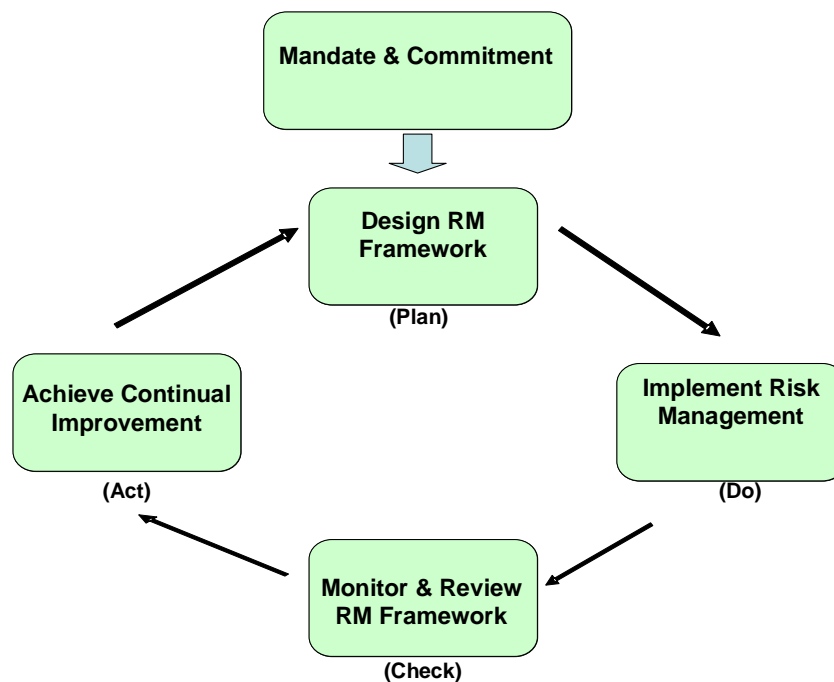 Mandate & Commitment
Design RM
Framework
(Plan)
Achieve Continual
Improvement
(Act)
Implement Risk
Management
(Do)
Monitor & Review
RM Framework
(Check)